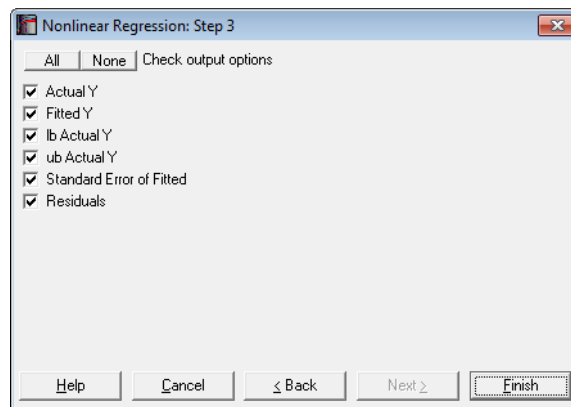 Nonlinear Regression: Step 3
All None Check output options
Actual Y
Fitted Y
lb Actual Y
ub Actual Y
Standard Error of Fitted
Residuals
Help Cancel < Back Next > Finish